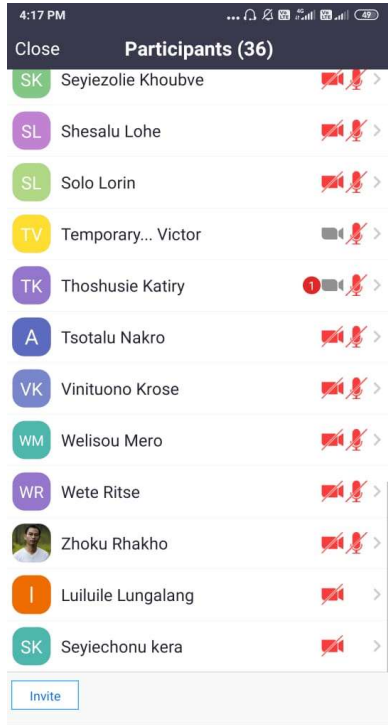 4:17 PM 49
Close Participants (36)
SK Seyiezolie Khoubve
SL Shesalu Lohe
SL Solo Lorin
TV Temporary... Victor
TK Thoshusie Katiry 1
A Tsotalu Nakro
VK Vinituono Krose
WM Welisou Mero
WR Wete Ritse
Zhoku Rhakho
I Luiluile Lungalang
SK Seyiechonu kera
Invite